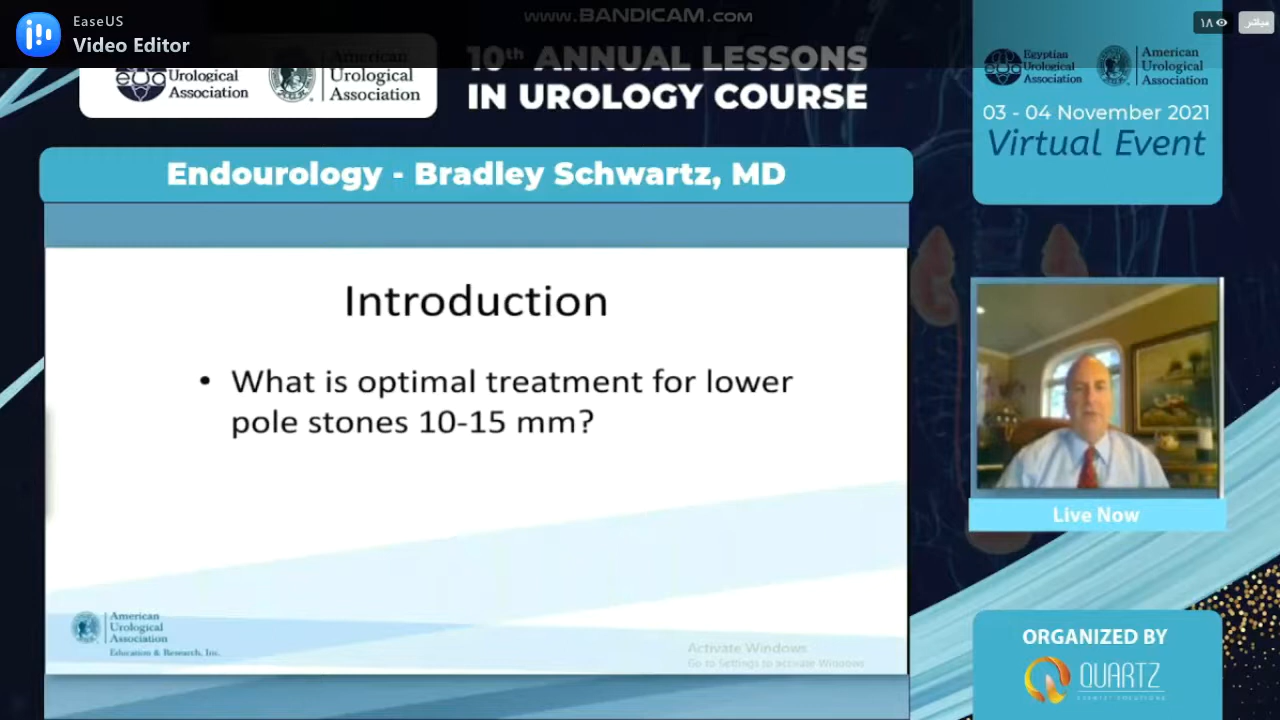 EaseUS
Video Editor
WWW.BANDICAM.COM
١٨
مباشر
Urological
Association
American
Urological
Association
10th ANNUAL LESSONS
IN UROLOGY COURSE
Egyptian
Urological
Association
American
Urological
Association
03 - 04 November 2021
Virtual Event
Endourology - Bradley Schwartz, MD
Introduction
• What is optimal treatment for lower
pole stones 10-15 mm?
Live Now
American
Urological
Association
Education & Research, Inc.
Activate Windows
Go to Settings to activate Windows
ORGANIZED BY
QUARTZ